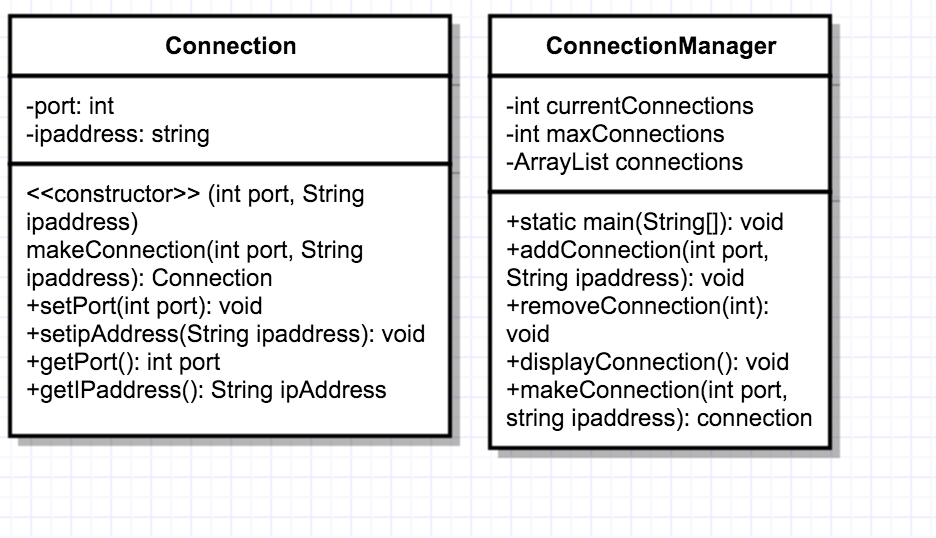 Connection
-port: int
-ipaddress: string
<<constructor>> (int port, String
ipaddress)
makeConnection(int port, String
ipaddress): Connection
+setPort(int port): void
+setipAddress(String ipaddress): void
+getPort(): int port
+getIPaddress(): String ipAddress
ConnectionManager
-int currentConnections
-int maxConnections
-ArrayList connections
+static main(String[]): void
+addConnection(int port,
String ipaddress): void
+removeConnection(int):
void
+displayConnection(): void
+makeConnection(int port,
string ipaddress): connection